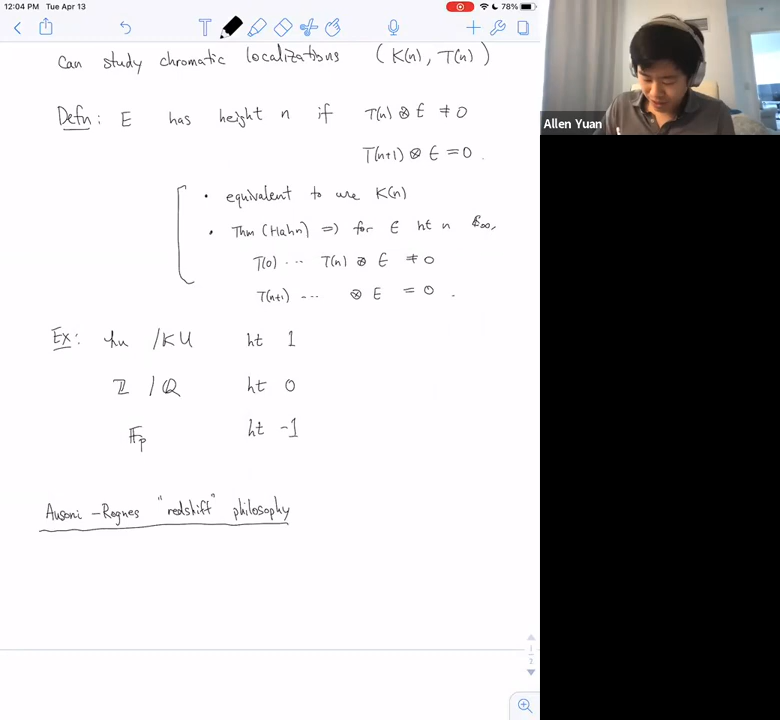 12:04 PM Tue Apr 13
78%
Can study chromatic localizations ( K(n), T(n) )
Defn: E has height n if T(n) ⊗ E ≠ 0
T(n+1) ⊗ E = 0.
• equivalent to use K(n)
• Thm (Hahn) => for E ht n E∞,
T(0) ... T(n) ⊗ E ≠ 0
T(n+1) ... ⊗ E = 0.
Ex: ku / KU ht 1
ℤ / ℚ ht 0
𝔽p ht -1
Ausoni - Rognes "redshift" philosophy
Allen Yuan
1
2